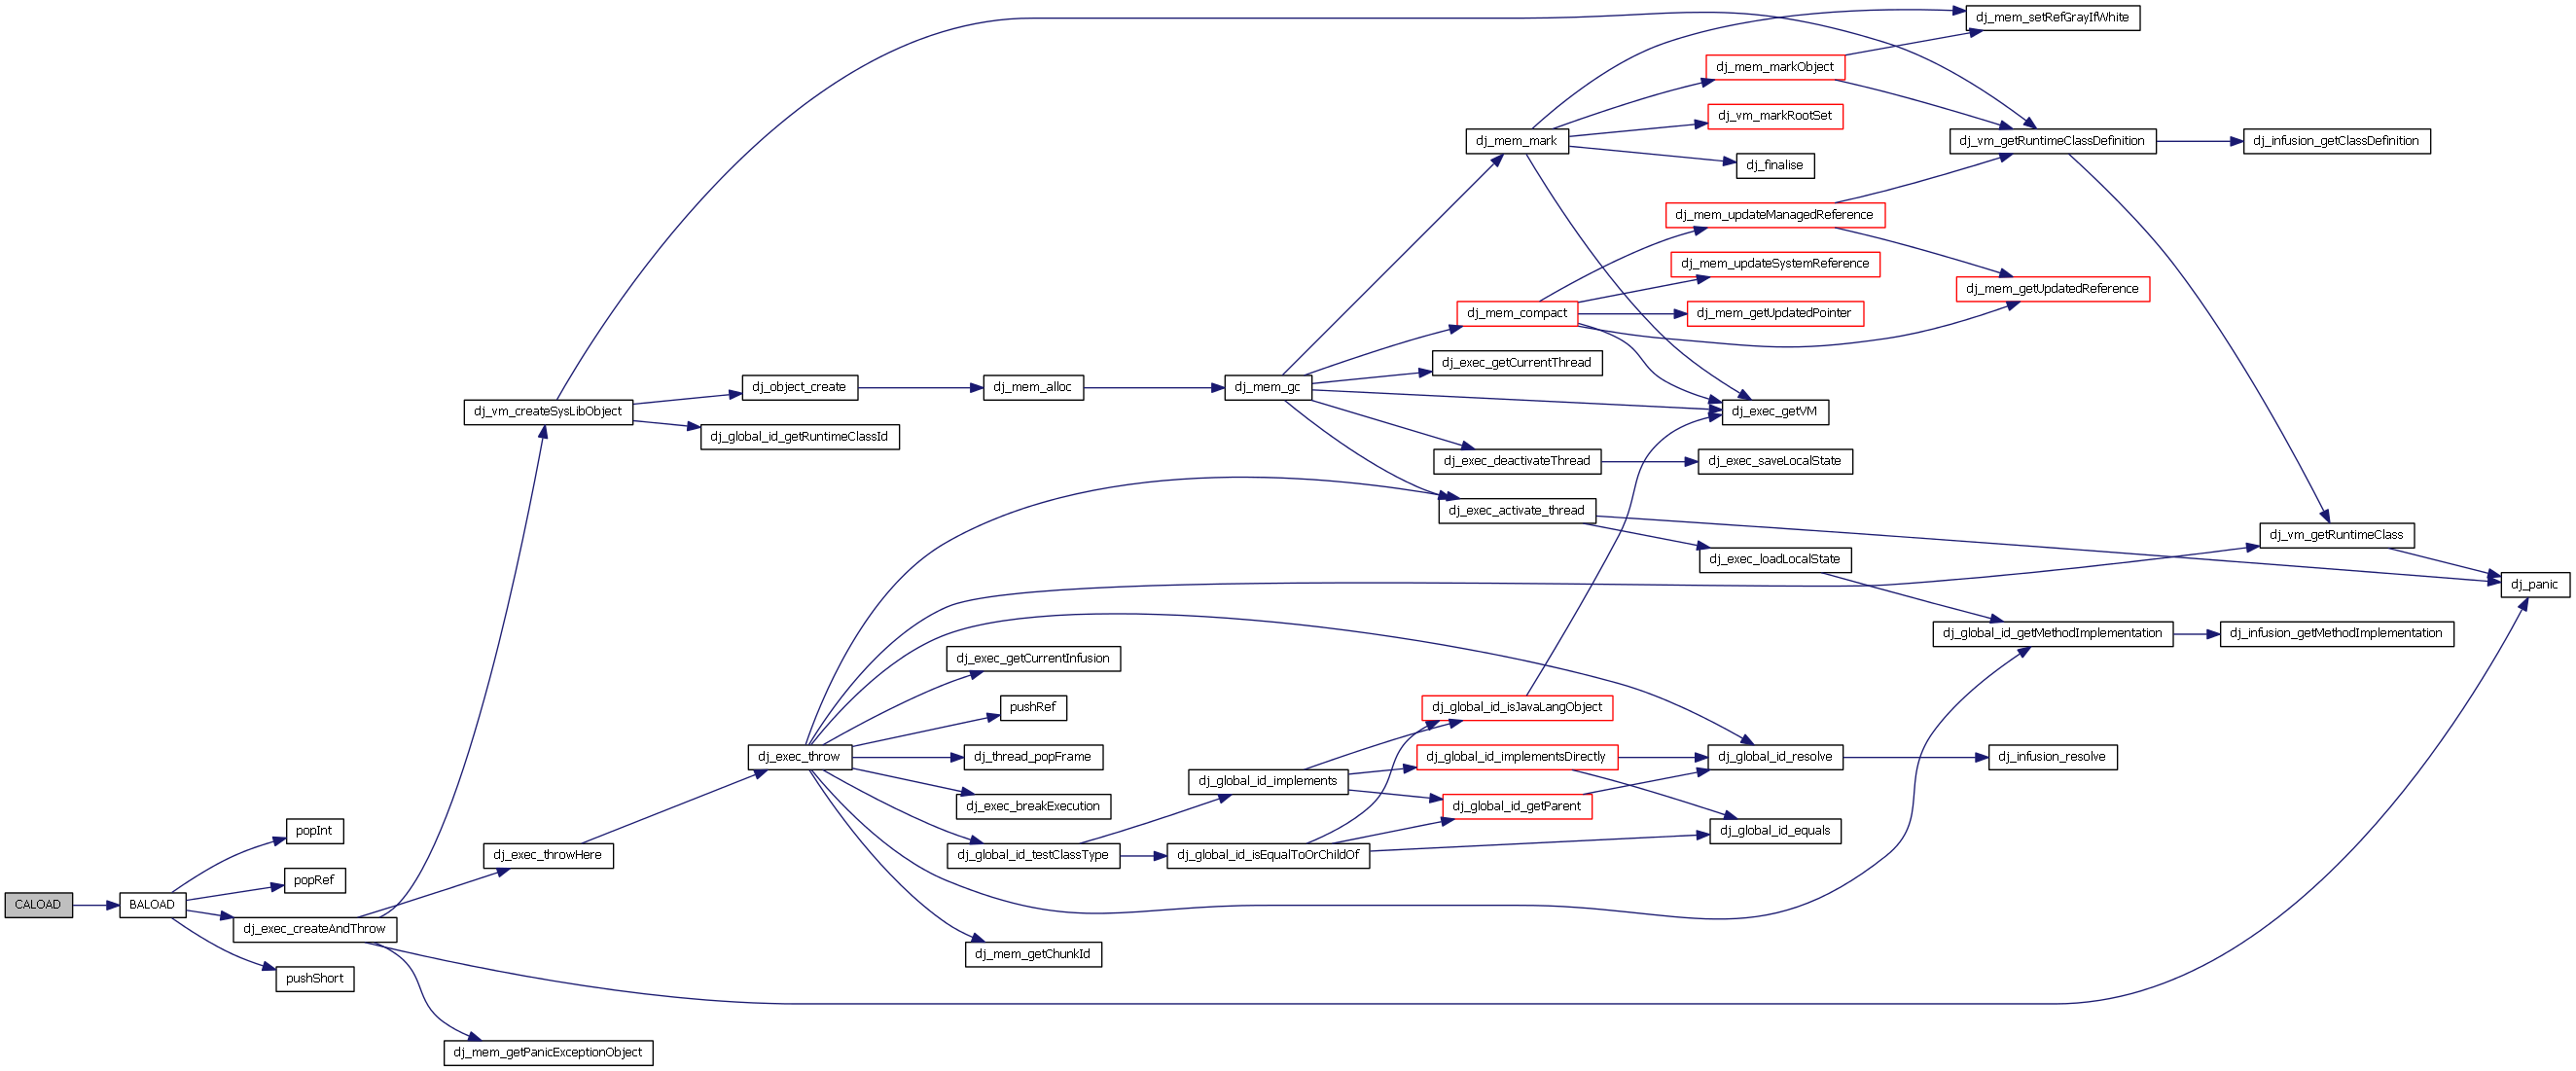 dj_mem_setRefGrayIfWhite
dj_mem_markObject
dj_vm_markRootSet
dj_mem_mark
dj_vm_getRuntimeClassDefinition
dj_infusion_getClassDefinition
dj_finalise
dj_mem_updateManagedReference
dj_mem_updateSystemReference
dj_mem_getUpdatedReference
dj_mem_compact
dj_mem_getUpdatedPointer
dj_exec_getCurrentThread
dj_object_create
dj_mem_alloc
dj_mem_gc
dj_vm_createSysLibObject
dj_exec_getVM
dj_global_id_getRuntimeClassId
dj_exec_deactivateThread
dj_exec_saveLocalState
dj_exec_activate_thread
dj_vm_getRuntimeClass
dj_exec_loadLocalState
dj_panic
dj_global_id_getMethodImplementation
dj_infusion_getMethodImplementation
dj_exec_getCurrentInfusion
pushRef
dj_global_id_isJavaLangObject
dj_exec_throw
dj_thread_popFrame
dj_global_id_implementsDirectly
dj_global_id_resolve
dj_infusion_resolve
dj_global_id_implements
dj_exec_breakExecution
dj_global_id_getParent
popInt
dj_global_id_equals
dj_exec_throwHere
dj_global_id_testClassType
dj_global_id_isEqualToOrChildOf
popRef
CALOAD
BALOAD
dj_exec_createAndThrow
dj_mem_getChunkId
pushShort
dj_mem_getPanicExceptionObject